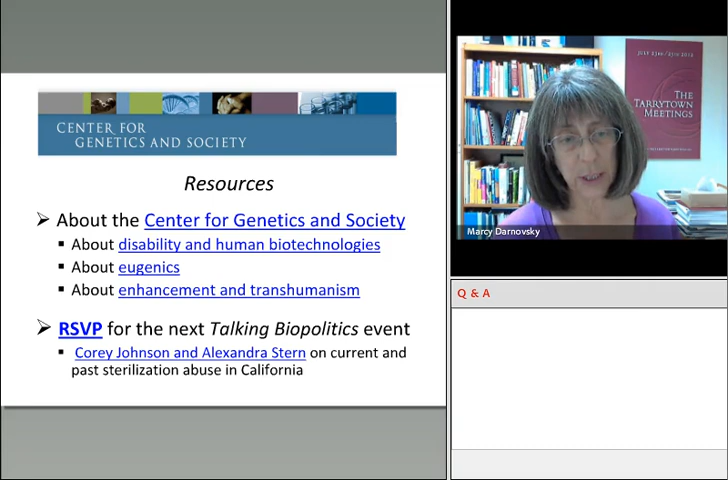 CENTER FOR
GENETICS AND SOCIETY
Resources
About the Center for Genetics and Society
About disability and human biotechnologies
About eugenics
About enhancement and transhumanism
RSVP for the next Talking Biopolitics event
Corey Johnson and Alexandra Stern on current and
past sterilization abuse in California
THE
TARRYTOWN
MEETINGS
Marcy Darnovsky
Q & A